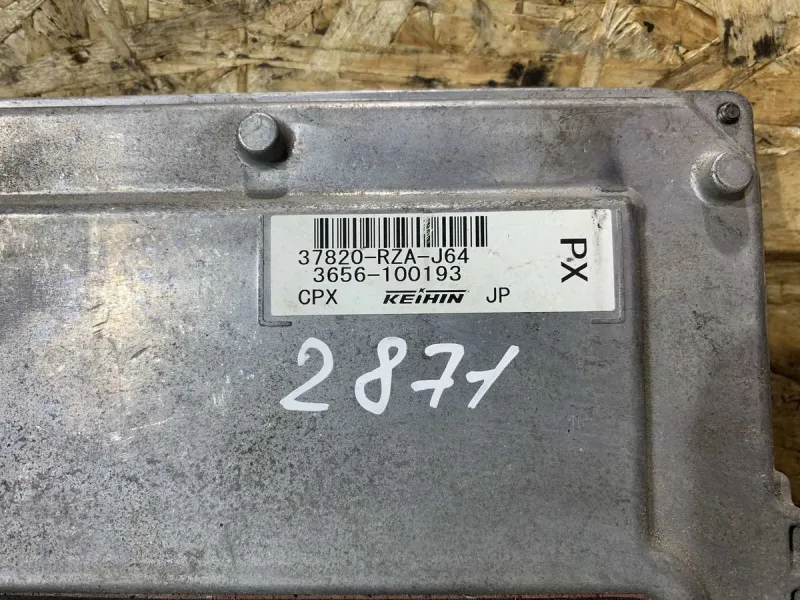 37820-RZA-J64
3656-100193
CPX KEIHIN JP
PX
2871